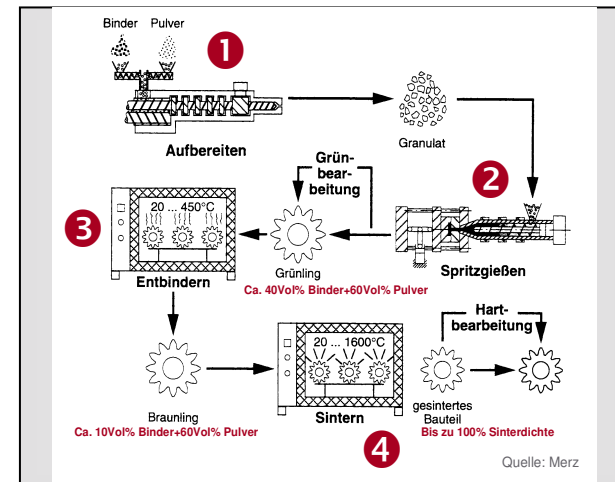 Binder Pulver
1
Aufbereiten
Granulat
Grün-
bear-
beitung
2
3
20 ... 450°C
Entbindern
Grünling
Ca. 40Vol% Binder+60Vol% Pulver
Spritzgießen
Hart-
bearbeitung
20 ... 1600°C
Braunling
Ca. 10Vol% Binder+60Vol% Pulver
Sintern
4
gesintertes
Bauteil
Bis zu 100% Sinterdichte
Quelle: Merz